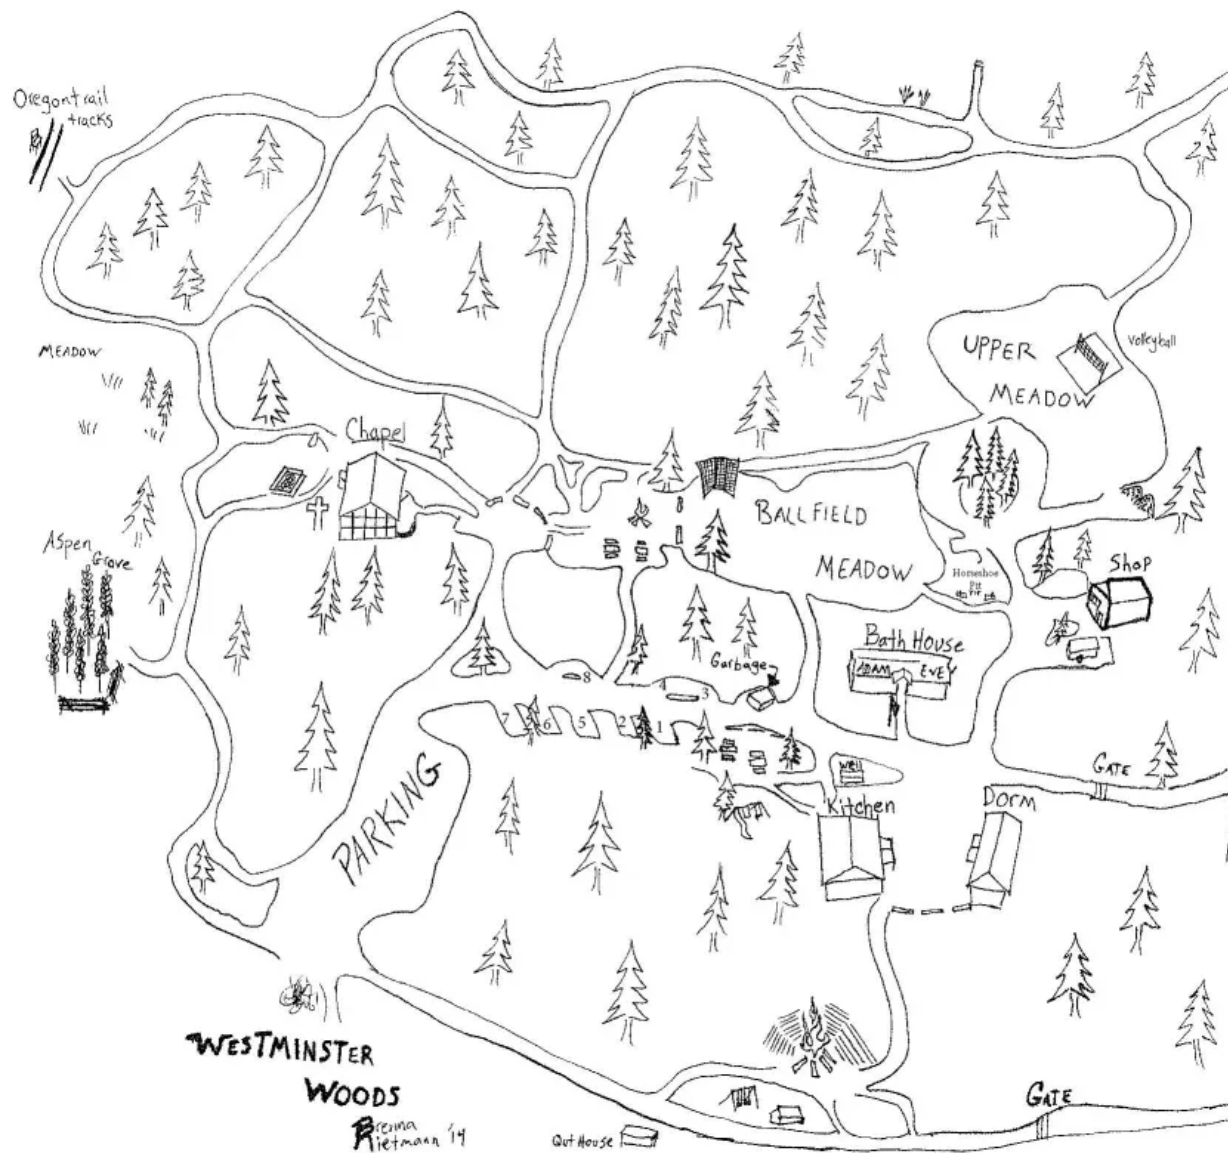 Oregon trail
tracks
MEADOW
UPPER
MEADOW
Volleyball
Chapel
BALLFIELD
MEADOW
Aspen
Grove
Horseshoe
Pit
Shop
Bath House
ADAM EVE
Garbage
8
4 3
7 6 5 2 1
PARKING
Well
GATE
Kitchen
Dorm
WESTMINSTER
WOODS
Brenna
Rietmann '14
GATE
Out House